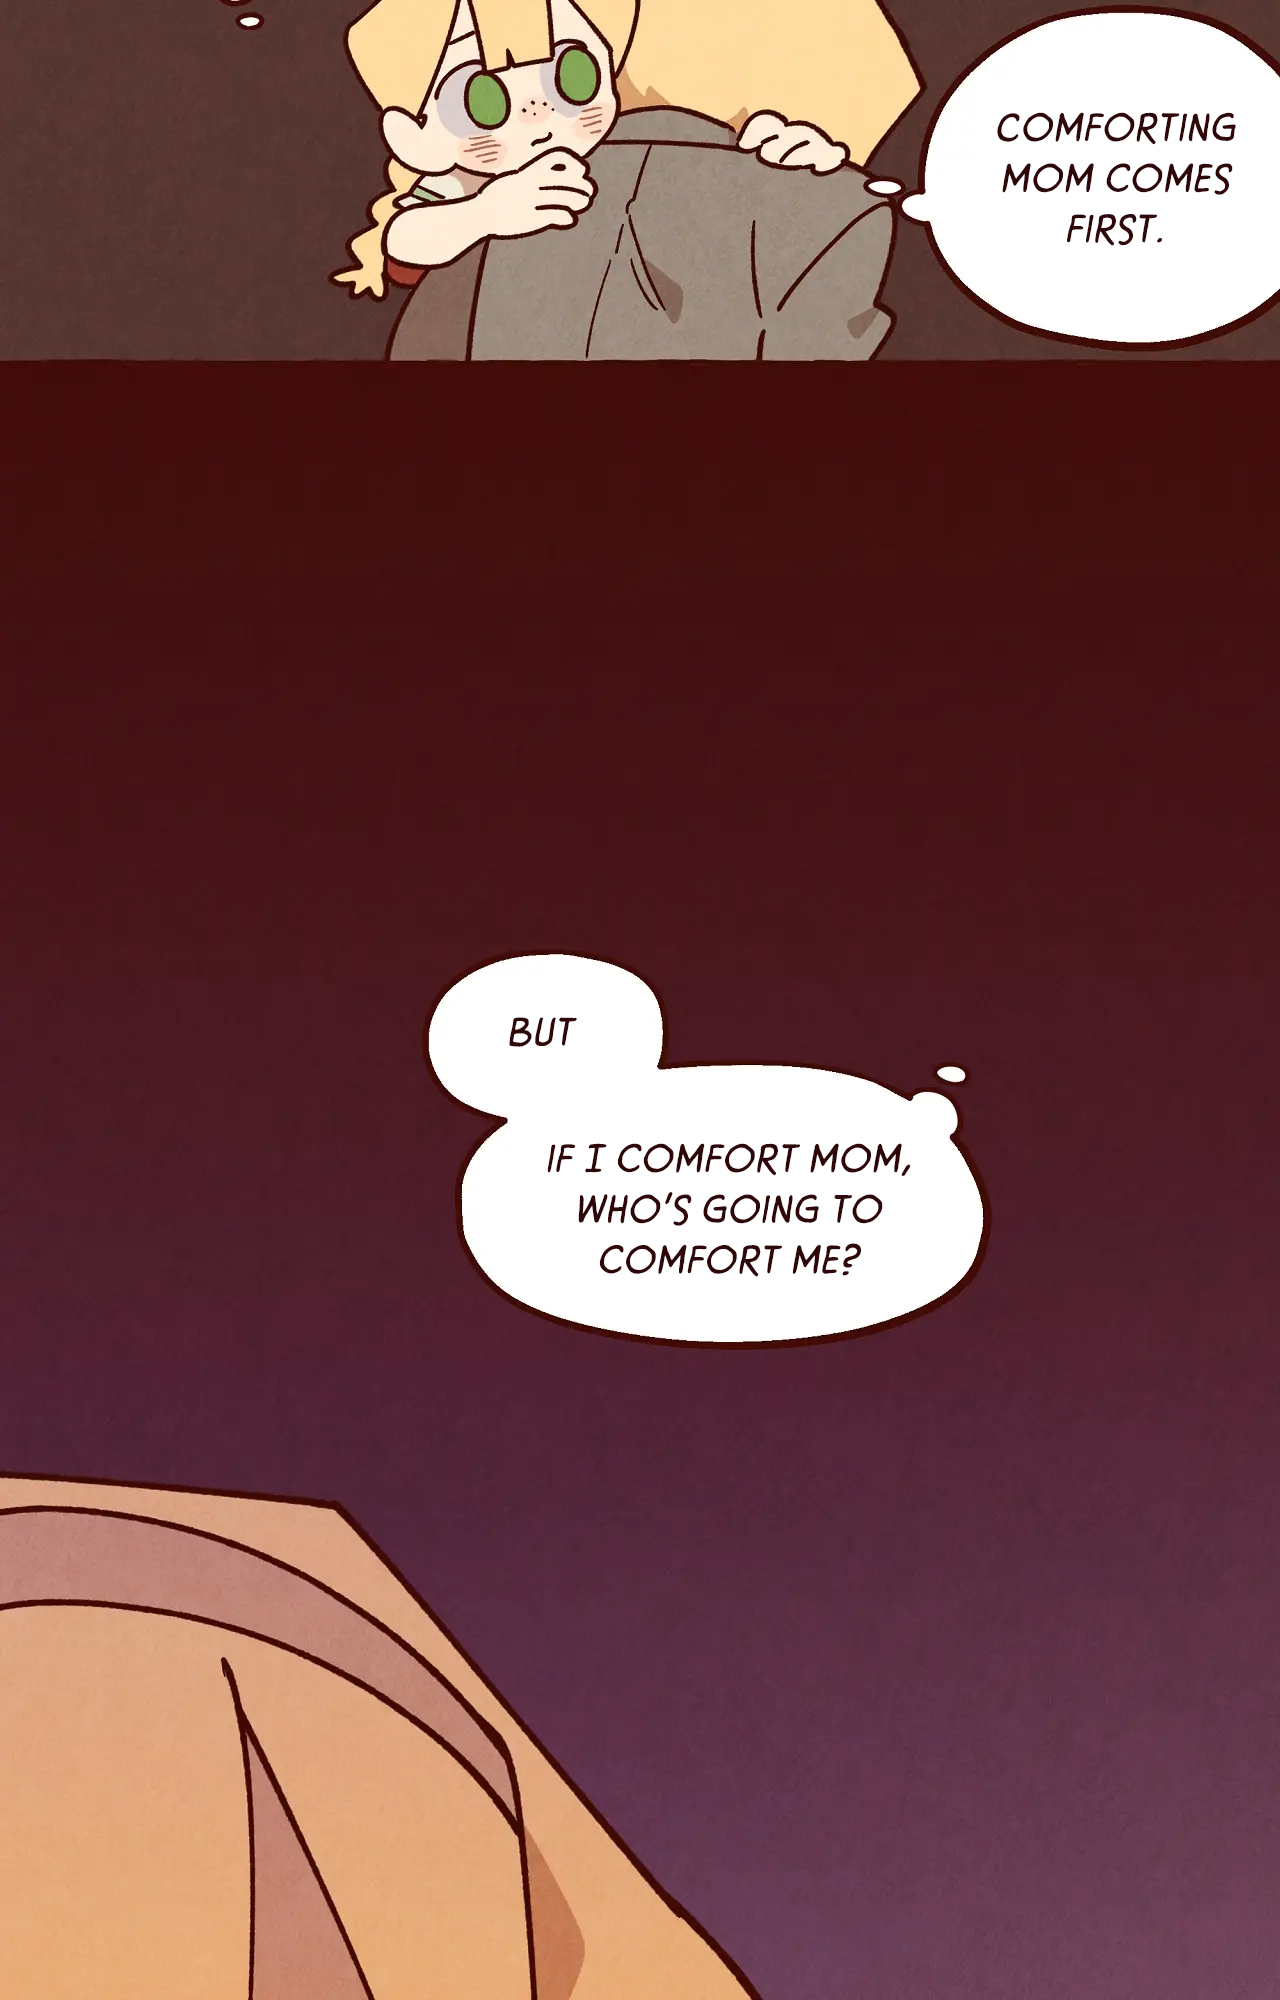 COMFORTING
MOM COMES
FIRST.
BUT
IF I COMFORT MOM,
WHO'S GOING TO
COMFORT ME?